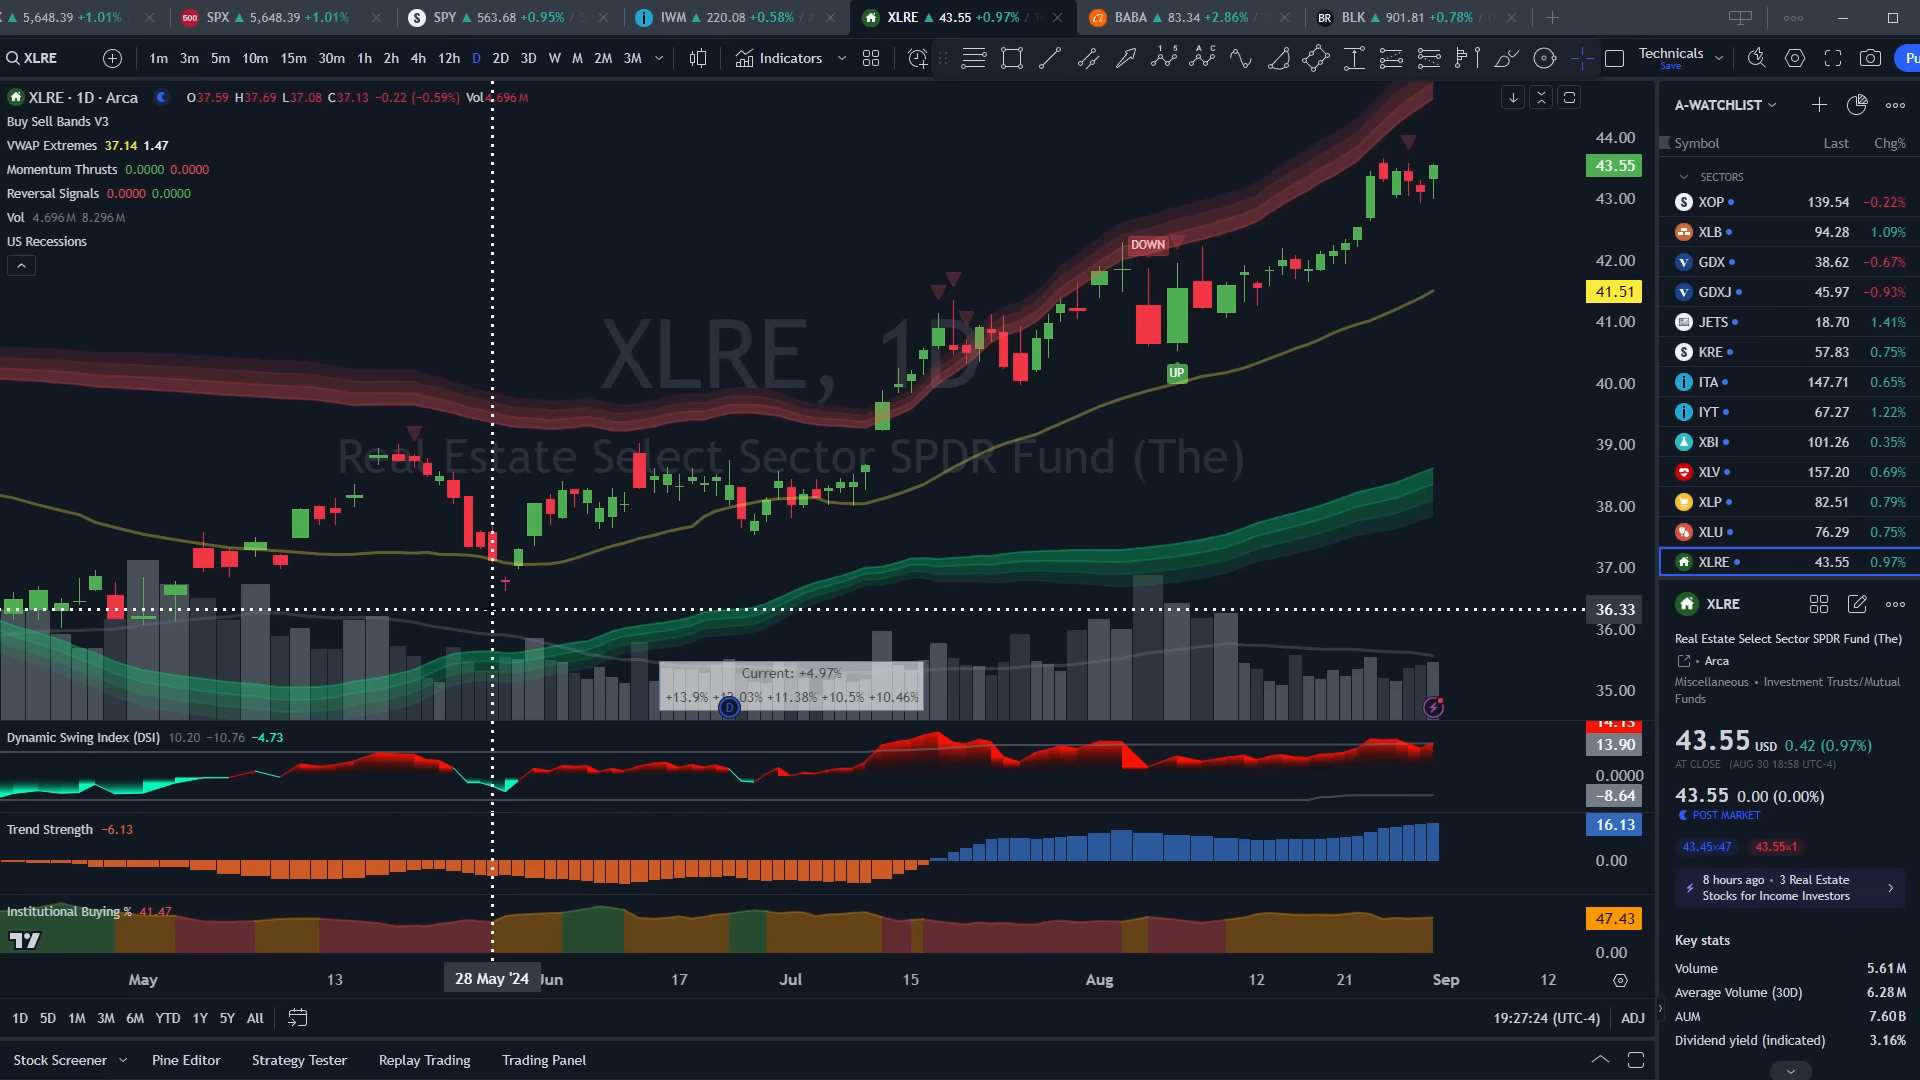 5,648.39 +1.01%
500 SPX 5,648.39 +1.01%
S SPY 563.68 +0.95%
i IWM 220.08 +0.58%
XLRE 43.55 +0.97%
BABA 83.34 +2.86%
BR BLK 901.81 +0.78%
XLRE
1m 3m 5m 10m 15m 30m 1h 2h 4h 12h D 2D 3D W M 2M 3M
Indicators
Technicals
Save
Pu
XLRE · 1D · Arca
O37.59 H37.69 L37.08 C37.13 −0.22 (−0.59%) Vol4.696M
Buy Sell Bands V3
VWAP Extremes 37.14 1.47
Momentum Thrusts 0.0000 0.0000
Reversal Signals 0.0000 0.0000
Vol 4.696M 8.296M
US Recessions
XLRE, 1D
Real Estate Select Sector SPDR Fund (The)
DOWN
UP
Current: +4.97%
D
44.00
43.55
43.00
42.00
41.51
41.00
40.00
39.00
38.00
37.00
36.33
36.00
35.00
Dynamic Swing Index (DSI) 10.20 −10.76 −4.73
14.13
13.90
0.0000
−8.64
Trend Strength −6.13
16.13
0.00
Institutional Buying % 41.47
47.43
0.00
May 13 28 May '24 Jun 17 Jul 15 Aug 12 21 Sep 12
1D 5D 1M 3M 6M YTD 1Y 5Y All
19:27:24 (UTC-4) ADJ
Stock Screener Pine Editor Strategy Tester Replay Trading Trading Panel
A-WATCHLIST
Symbol Last Chg%
SECTORS
S XOP 139.54 −0.22%
XLB 94.28 1.09%
V GDX 38.62 −0.67%
V GDXJ 45.97 −0.93%
JETS 18.70 1.41%
S KRE 57.83 0.75%
i ITA 147.71 0.65%
i IYT 67.27 1.22%
XBI 101.26 0.35%
XLV 157.20 0.69%
XLP 82.51 0.79%
XLU 76.29 0.75%
XLRE 43.55 0.97%
XLRE
Real Estate Select Sector SPDR Fund (The)
• Arca
Miscellaneous • Investment Trusts/Mutual
Funds
43.55 USD 0.42 (0.97%)
AT CLOSE (AUG 30 18:58 UTC-4)
43.55 0.00 (0.00%)
POST MARKET
43.45×47 43.55×1
8 hours ago • 3 Real Estate
Stocks for Income Investors
Key stats
Volume 5.61M
Average Volume (30D) 6.28M
AUM 7.60B
Dividend yield (indicated) 3.16%